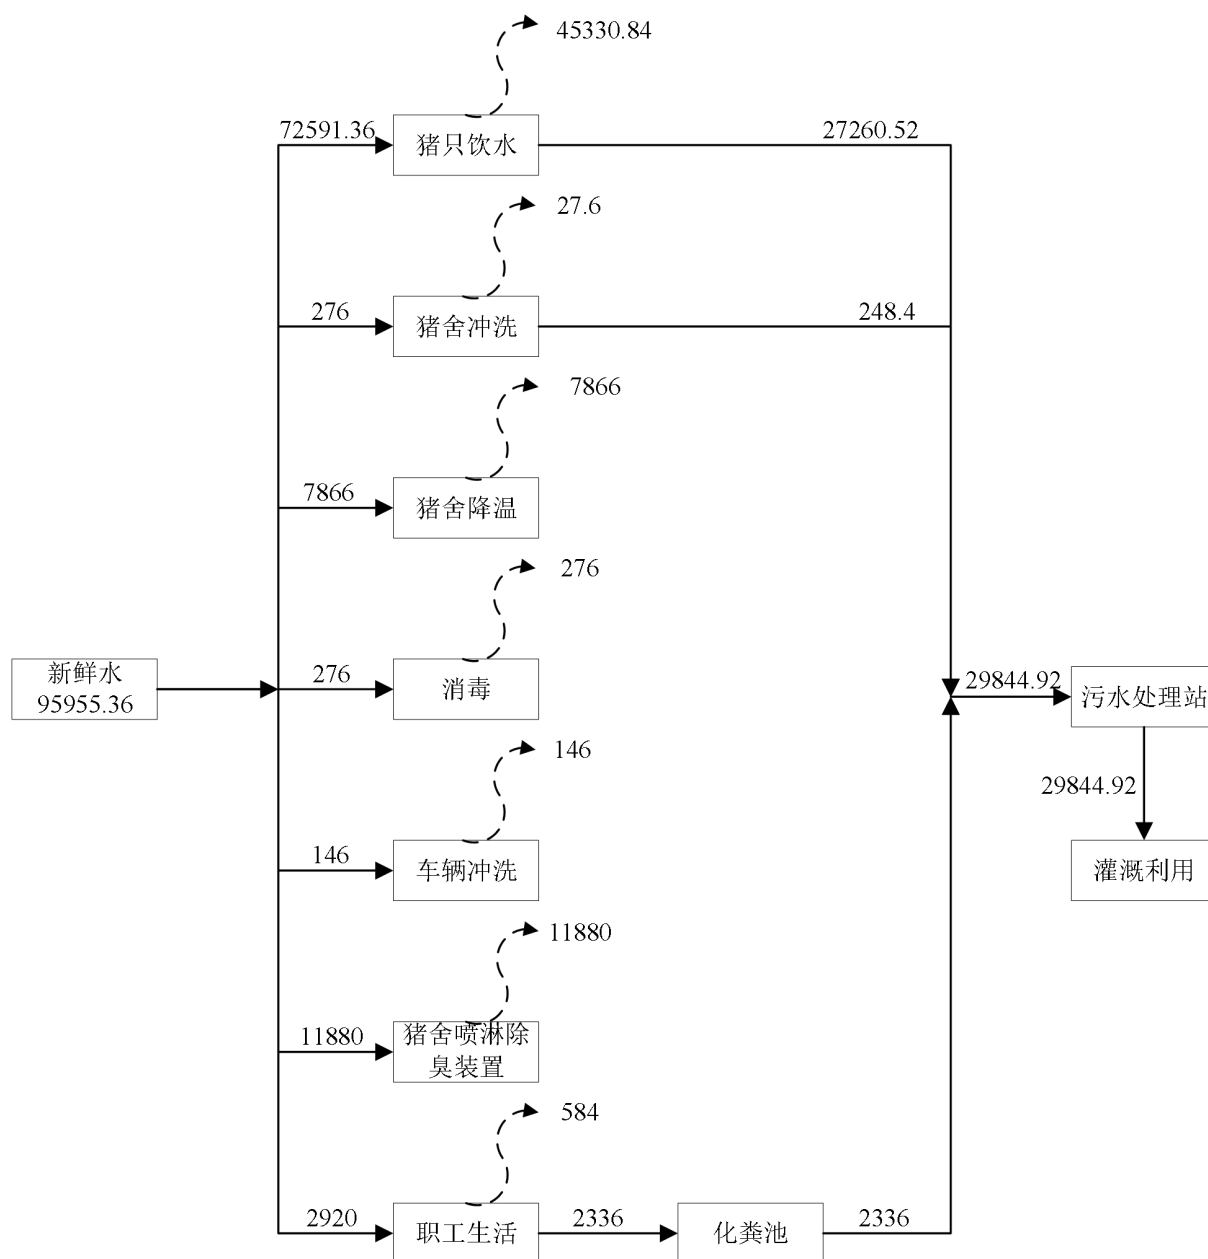 45330.84
72591.36
猪只饮水
27260.52
27.6
276
猪舍冲洗
248.4
7866
7866
猪舍降温
276
新鲜水
95955.36
276
消毒
29844.92
污水处理站
146
29844.92
146
车辆冲洗
灌溉利用
11880
11880
猪舍喷淋除
臭装置
584
2920
职工生活
2336
化粪池
2336